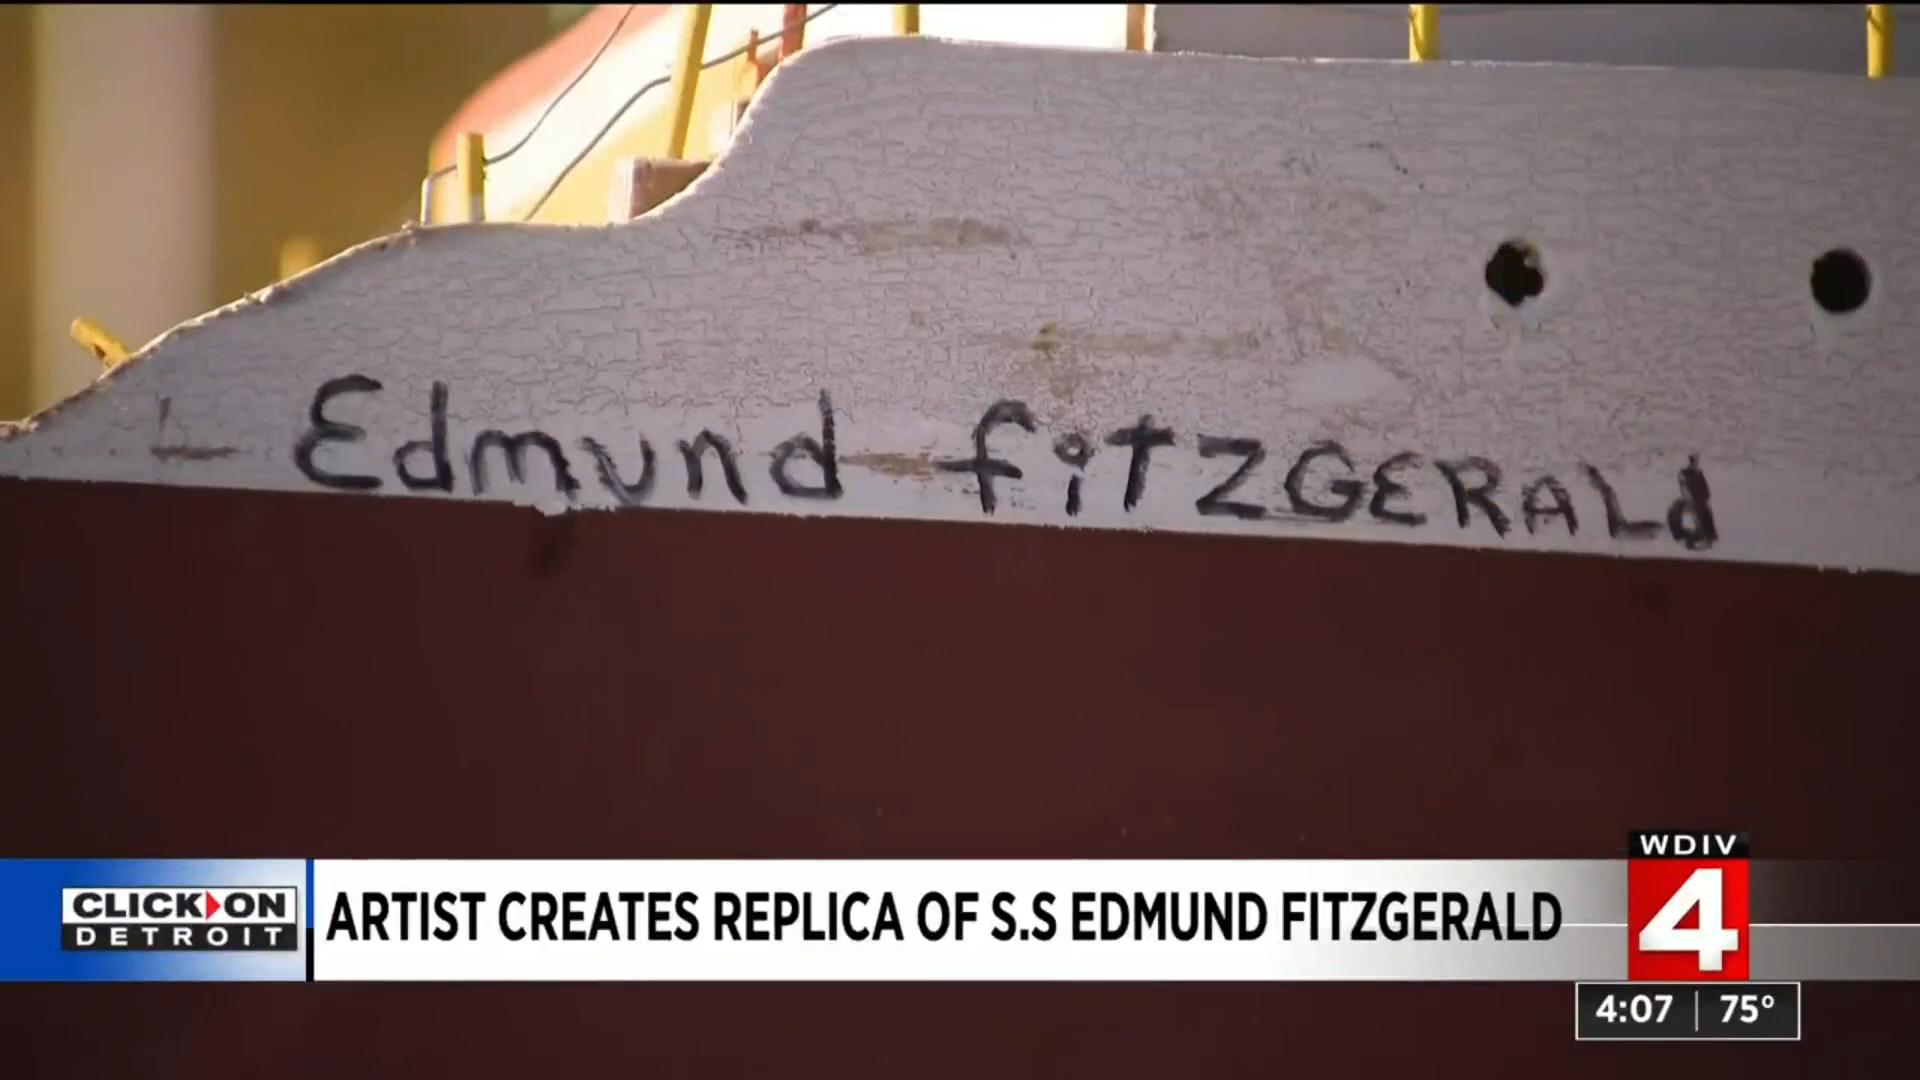 Edmund fiTZGERALd
CLICK ON
DETROIT
ARTIST CREATES REPLICA OF S.S EDMUND FITZGERALD
WDIV
4
4:07 75°